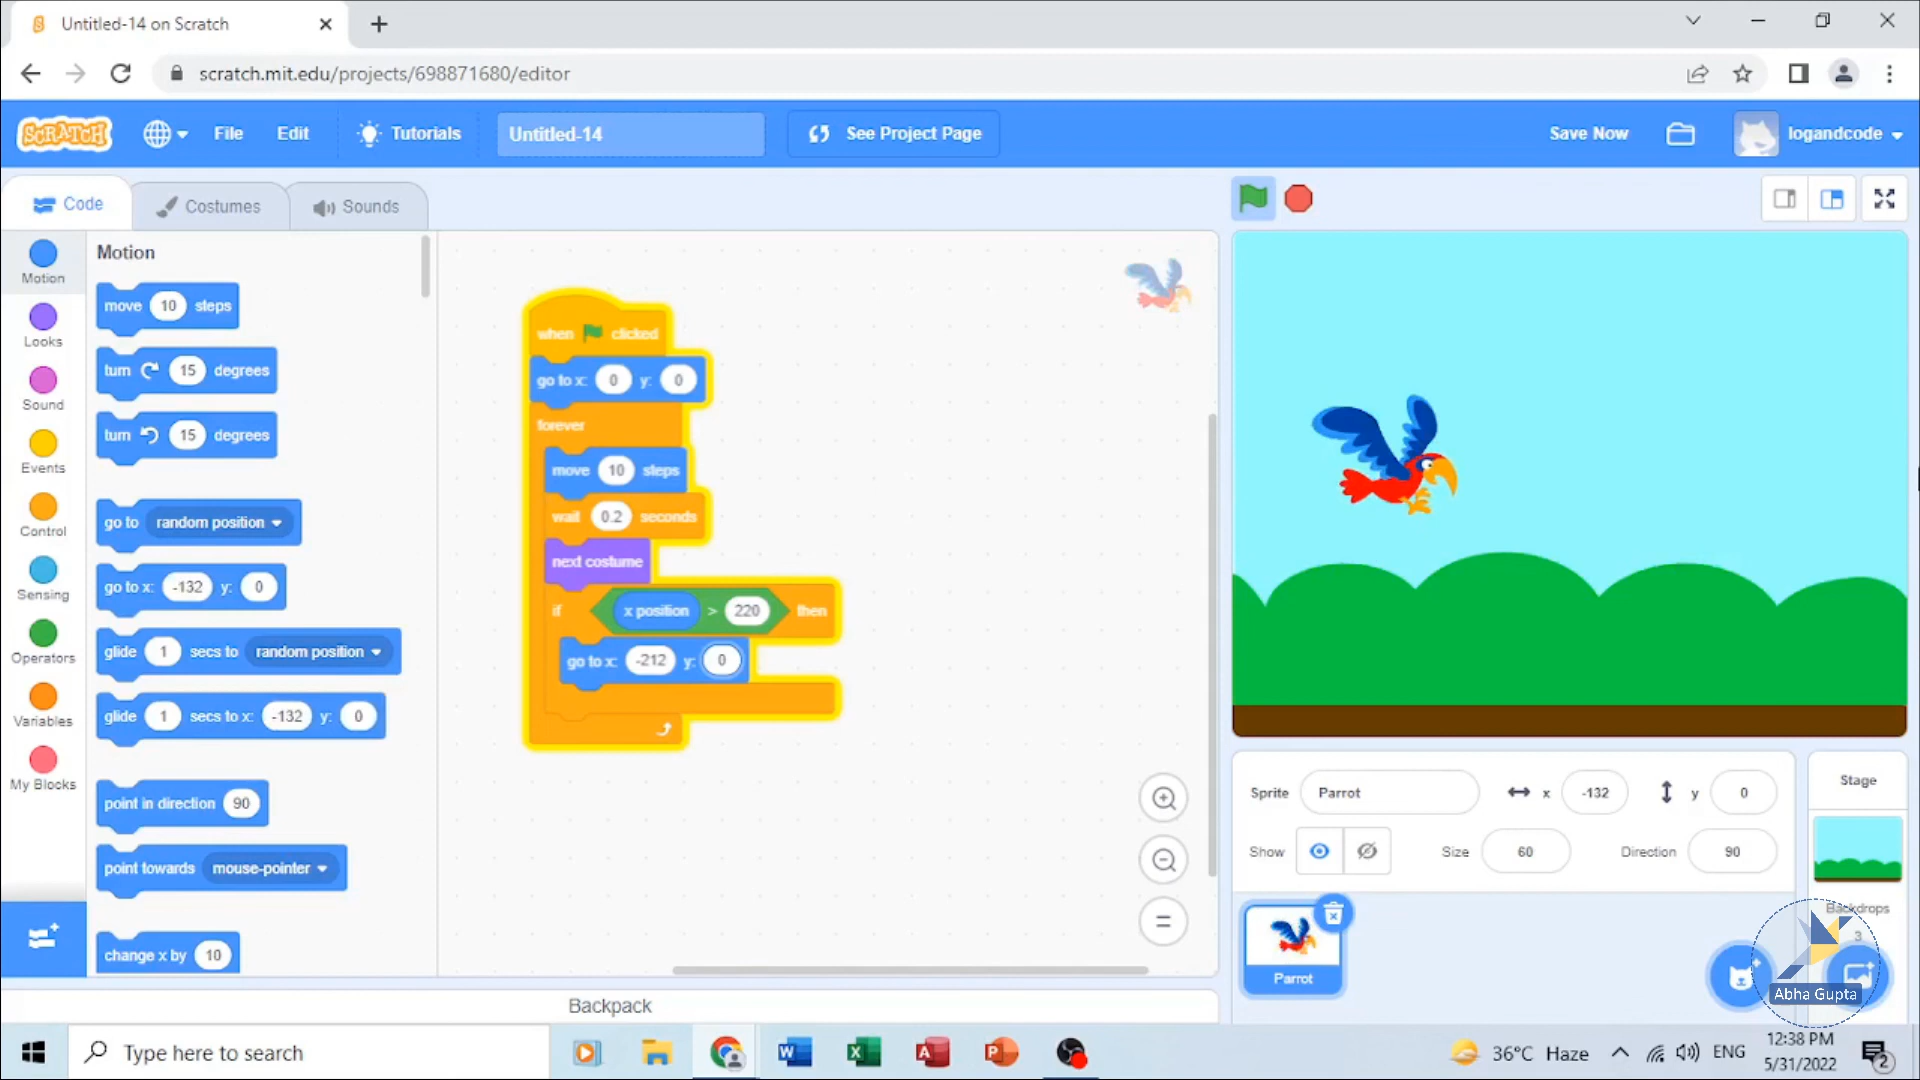 Untitled-14 on Scratch
scratch.mit.edu/projects/698871680/editor
SCRATCH
File
Edit
Tutorials
Untitled-14
See Project Page
Save Now
logandcode
Code
Costumes
Sounds
Motion
Looks
Sound
Events
Control
Sensing
Operators
Variables
My Blocks
Motion
move 10 steps
turn 15 degrees
turn 15 degrees
go to random position
go to x: -132 y: 0
glide 1 secs to random position
glide 1 secs to x: -132 y: 0
point in direction 90
point towards mouse-pointer
change x by 10
when clicked
go to x: 0 y: 0
forever
move 10 steps
wait 0.2 seconds
next costume
if x position > 220 then
go to x: -212 y: 0
Backpack
Sprite Parrot x -132 y 0
Show Size 60 Direction 90
Parrot
Stage
Backdrops
3
Abha Gupta
Type here to search
36°C Haze
ENG
12:38 PM
5/31/2022
2